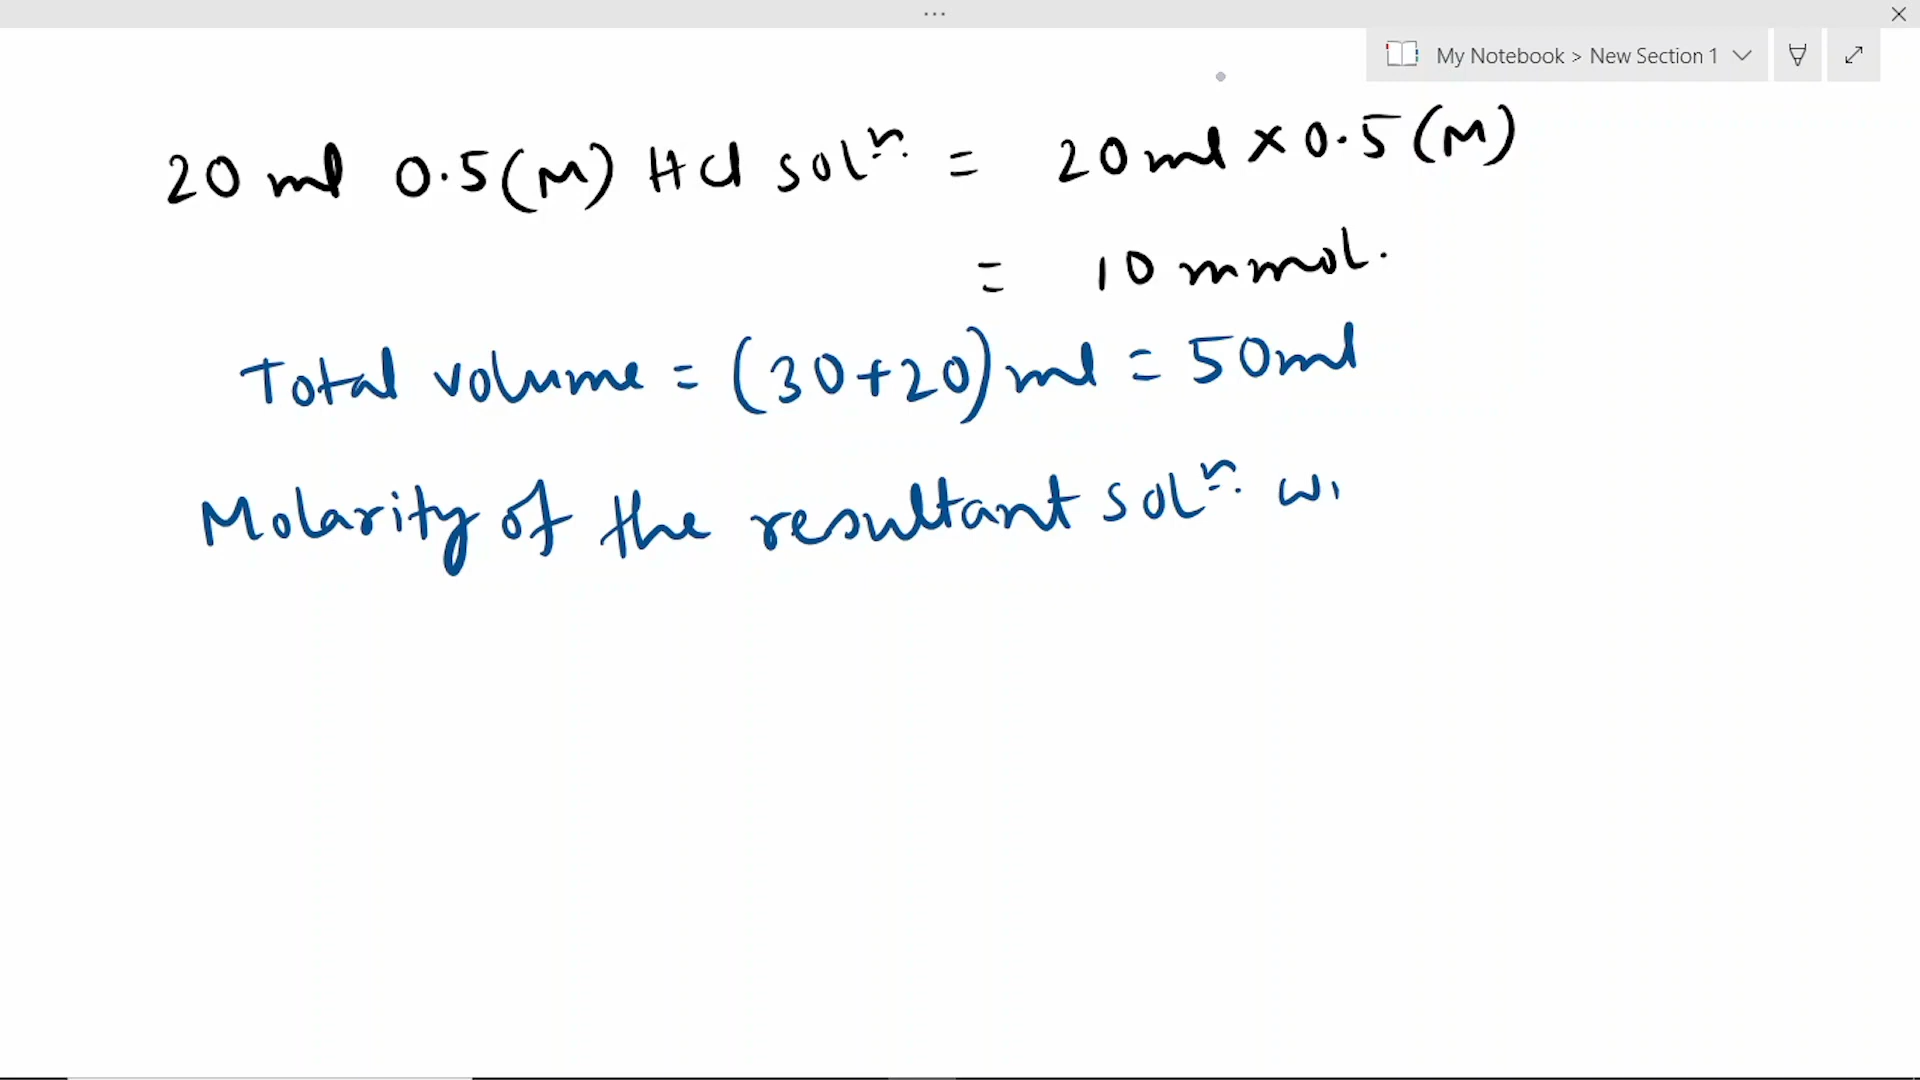 My Notebook > New Section 1
20 ml 0.5(M) HCl solⁿ. = 20 ml × 0.5 (M)
= 10 mmol.
Total volume = (30+20) ml = 50 ml
Molarity of the resultant solⁿ.